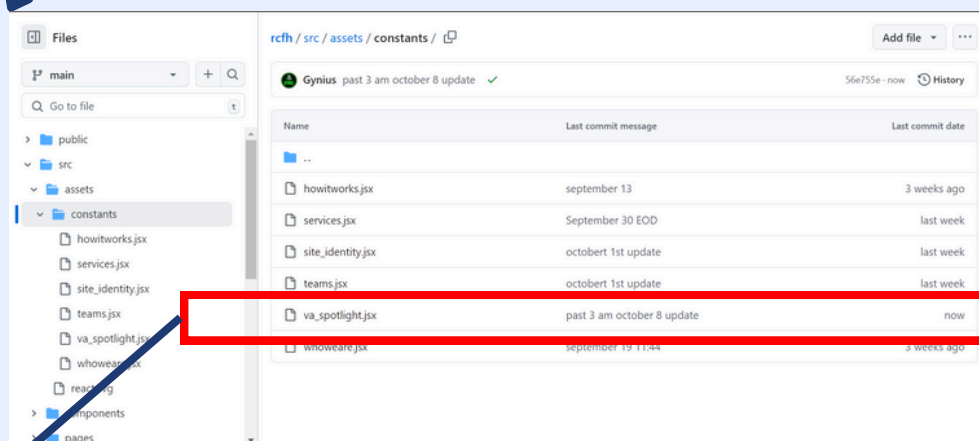 Files
main
Go to file
t
public
src
assets
constants
howitworks.jsx
services.jsx
site_identity.jsx
teams.jsx
va_spotlight.jsx
components
pages
rcfh / src / assets / constants /
Add file
Gynius past 3 am october 8 update
56e755e · now History
Name Last commit message Last commit date
..
howitworks.jsx september 13 3 weeks ago
services.jsx September 30 EOD last week
site_identity.jsx octobert 1st update last week
teams.jsx octobert 1st update last week
va_spotlight.jsx past 3 am october 8 update now
whoweare.jsx september 19 11:44 3 weeks ago